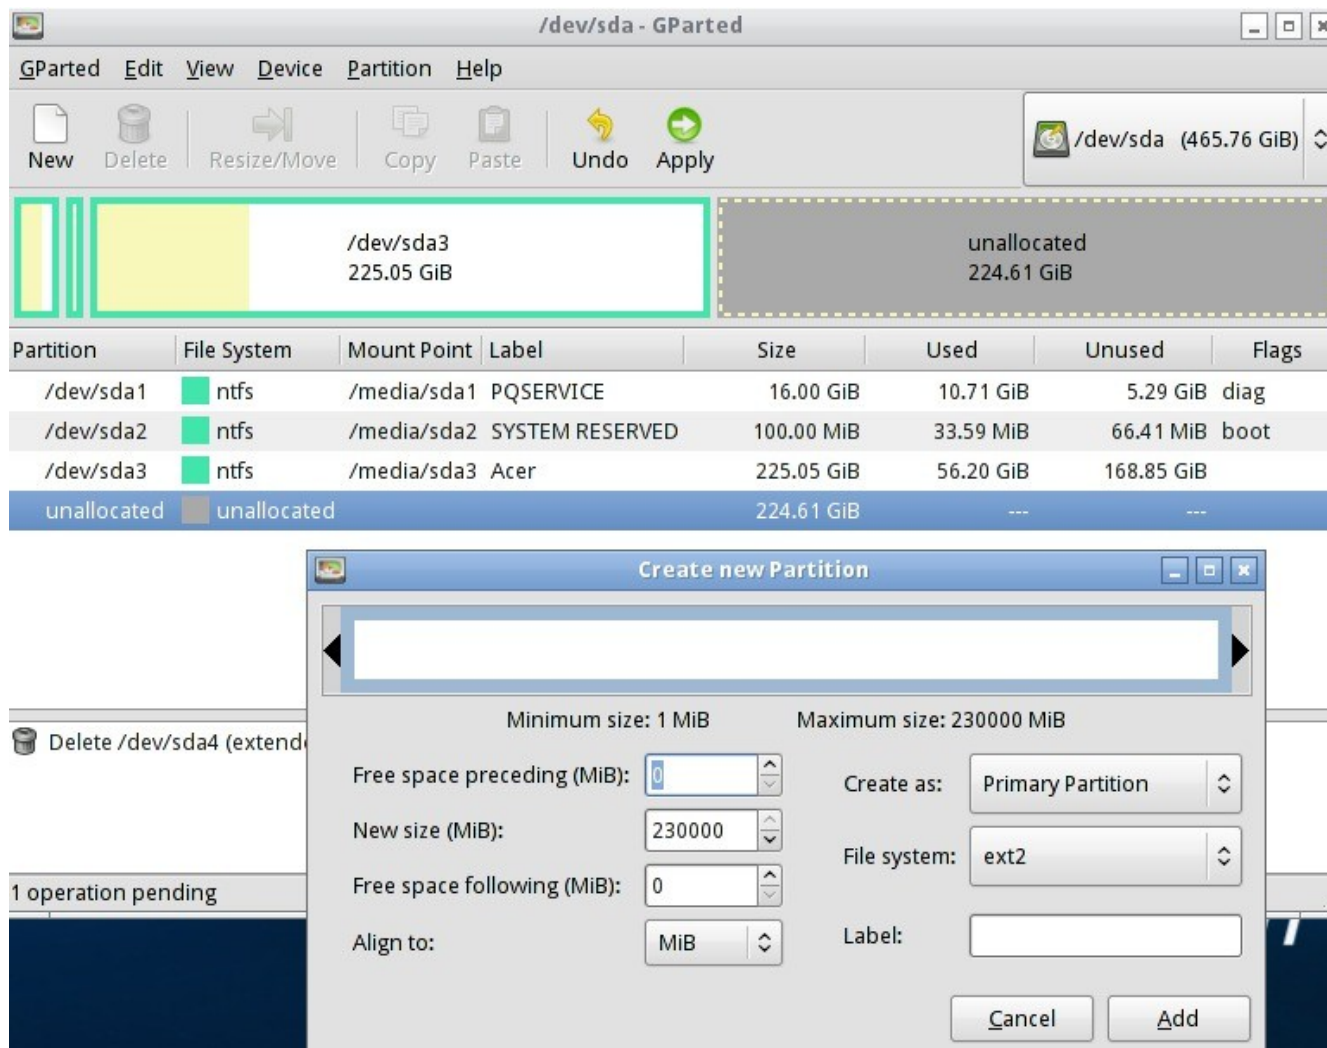 /dev/sda - GParted
GParted Edit View Device Partition Help
New Delete Resize/Move Copy Paste Undo Apply
/dev/sda (465.76 GiB)
/dev/sda3
225.05 GiB
unallocated
224.61 GiB
Partition File System Mount Point Label Size Used Unused Flags
/dev/sda1 ntfs /media/sda1 PQSERVICE 16.00 GiB 10.71 GiB 5.29 GiB diag
/dev/sda2 ntfs /media/sda2 SYSTEM RESERVED 100.00 MiB 33.59 MiB 66.41 MiB boot
/dev/sda3 ntfs /media/sda3 Acer 225.05 GiB 56.20 GiB 168.85 GiB
unallocated unallocated 224.61 GiB --- ---
Create new Partition
Minimum size: 1 MiB Maximum size: 230000 MiB
Delete /dev/sda4 (extende
Free space preceding (MiB): 0
Create as: Primary Partition
New size (MiB): 230000
File system: ext2
Free space following (MiB): 0
1 operation pending
Align to: MiB
Label:
Cancel Add